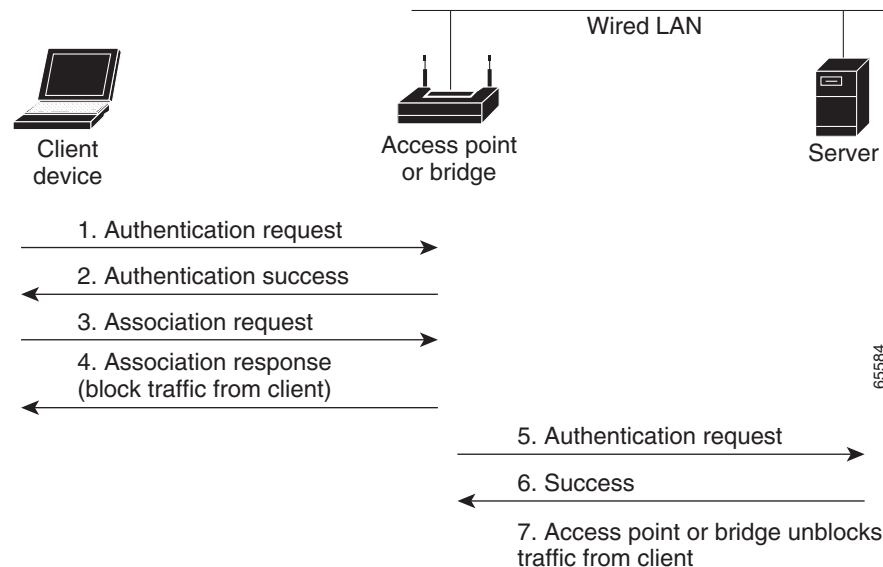 Wired LAN
Client
device
Access point
or bridge
Server
1. Authentication request
2. Authentication success
3. Association request
4. Association response
(block traffic from client)
65584
5. Authentication request
6. Success
7. Access point or bridge unblocks
traffic from client